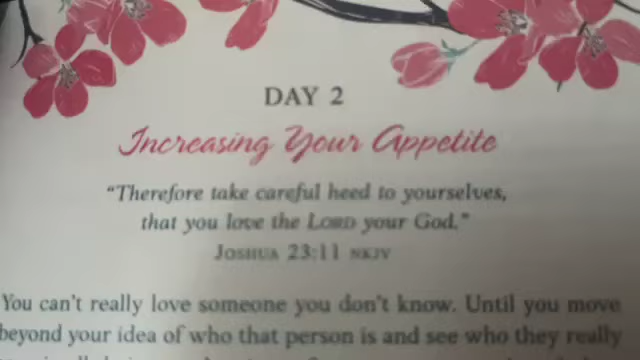 DAY 2
Increasing Your Appetite
"Therefore take careful heed to yourselves,
that you love the LORD your God."
JOSHUA 23:11 NKJV
You can't really love someone you don't know. Until you move
beyond your idea of who that person is and see who they really